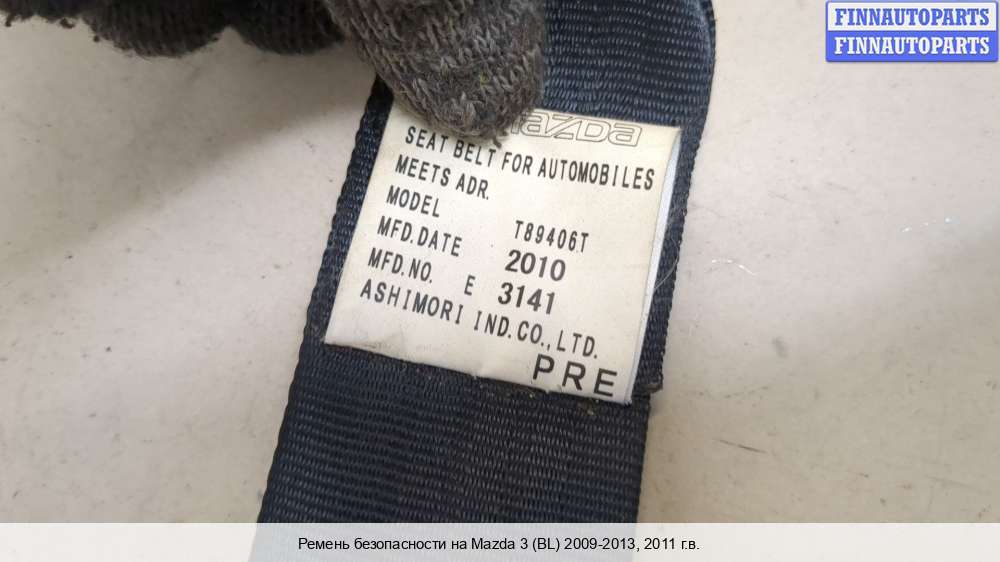 FINNAUTOPARTS
FINNAUTOPARTS
mazda
SEAT BELT FOR AUTOMOBILES
MEETS ADR.
MODEL T89406T
MFD.DATE 2010
MFD.NO. E 3141
ASHIMORI IND.CO.,LTD.
PRE
Ремень безопасности на Mazda 3 (BL) 2009-2013, 2011 г.в.